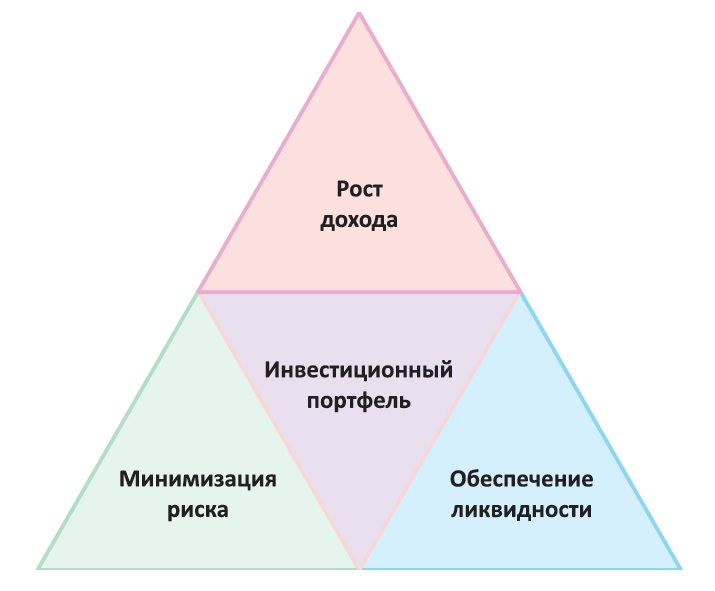 Рост
дохода
Инвестиционный
портфель
Минимизация
риска
Обеспечение
ликвидности